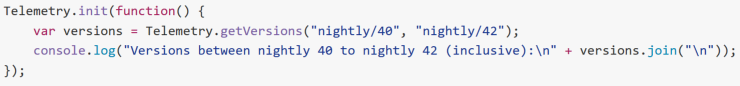 Telemetry.init(function() {
    var versions = Telemetry.getVersions("nightly/40", "nightly/42");
    console.log("Versions between nightly 40 to nightly 42 (inclusive):\n" + versions.join("\n"));
});